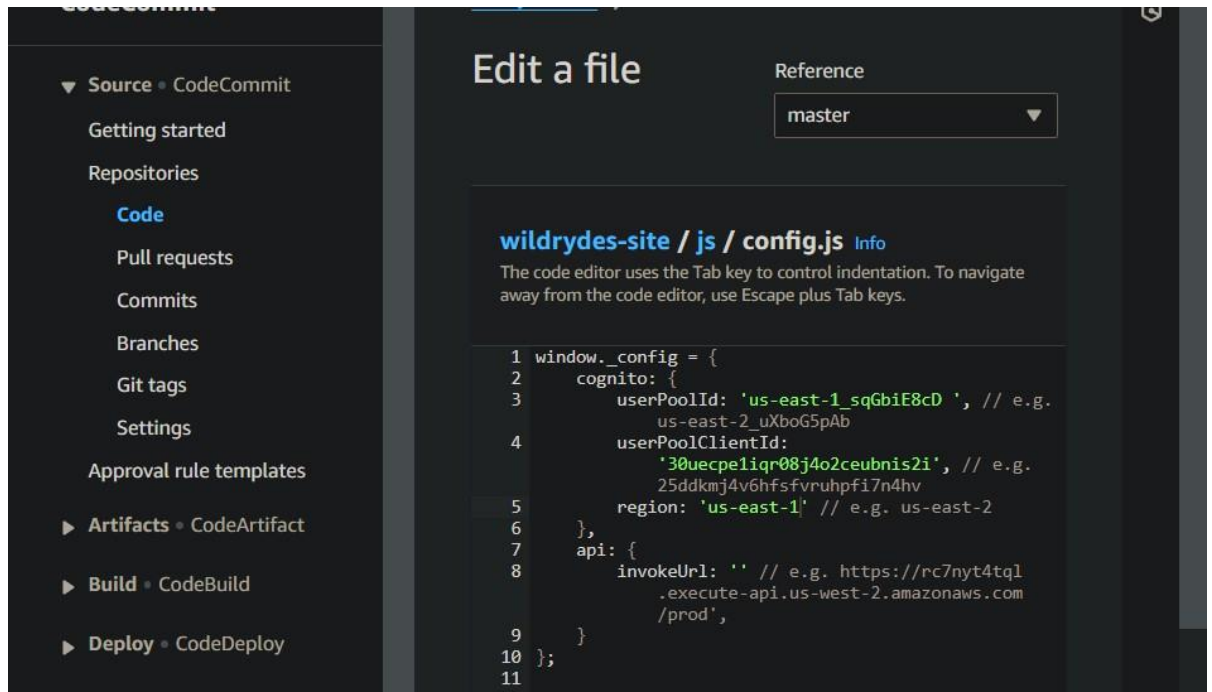 CodeCommit
Source • CodeCommit
Getting started
Repositories
Code
Pull requests
Commits
Branches
Git tags
Settings
Approval rule templates
Artifacts • CodeArtifact
Build • CodeBuild
Deploy • CodeDeploy
Edit a file
Reference
master
wildrydes-site / js / config.js Info
The code editor uses the Tab key to control indentation. To navigate
away from the code editor, use Escape plus Tab keys.
1 window._config = {
2 cognito: {
3 userPoolId: 'us-east-1_sqGbiE8cD ', // e.g.
us-east-2_uXboG5pAb
4 userPoolClientId:
'30uecpe1iqr08j4o2ceubnis2i', // e.g.
25ddkmj4v6hfsfvruhpfi7n4hv
5 region: 'us-east-1' // e.g. us-east-2
6 },
7 api: {
8 invokeUrl: '' // e.g. https://rc7nyt4tql
.execute-api.us-west-2.amazonaws.com
/prod',
9 }
10 };
11